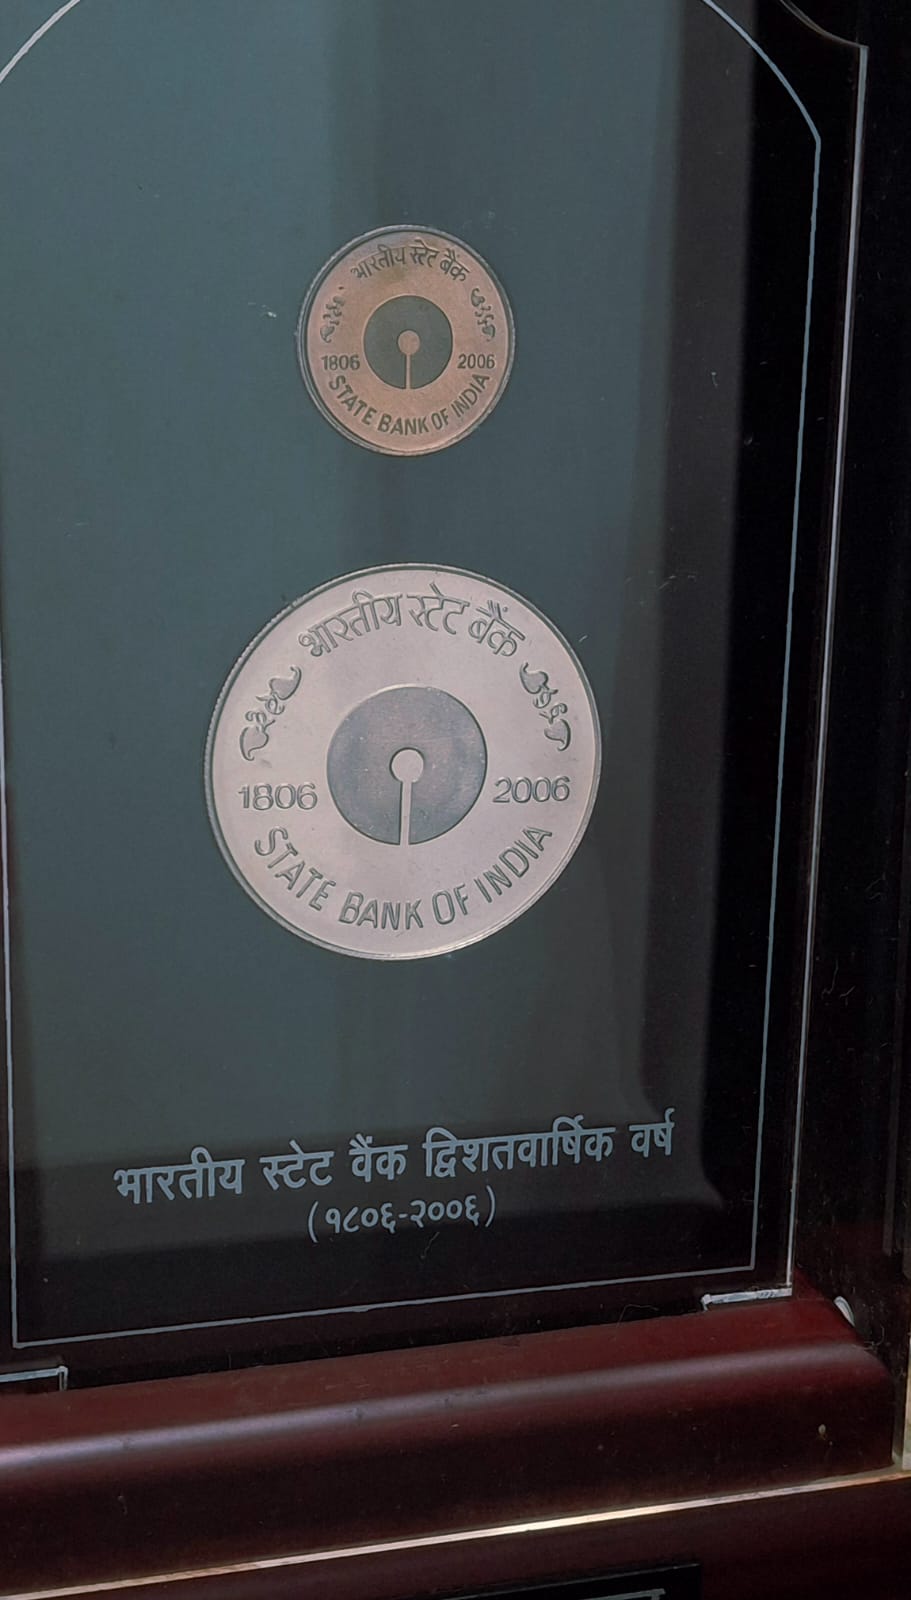 भारतीय स्टेट बैंक
1806 2006
STATE BANK OF INDIA
भारतीय स्टेट बैंक
1806 2006
STATE BANK OF INDIA
भारतीय स्टेट वैंक द्विशतवार्षिक वर्ष
(१८०६-२००६)